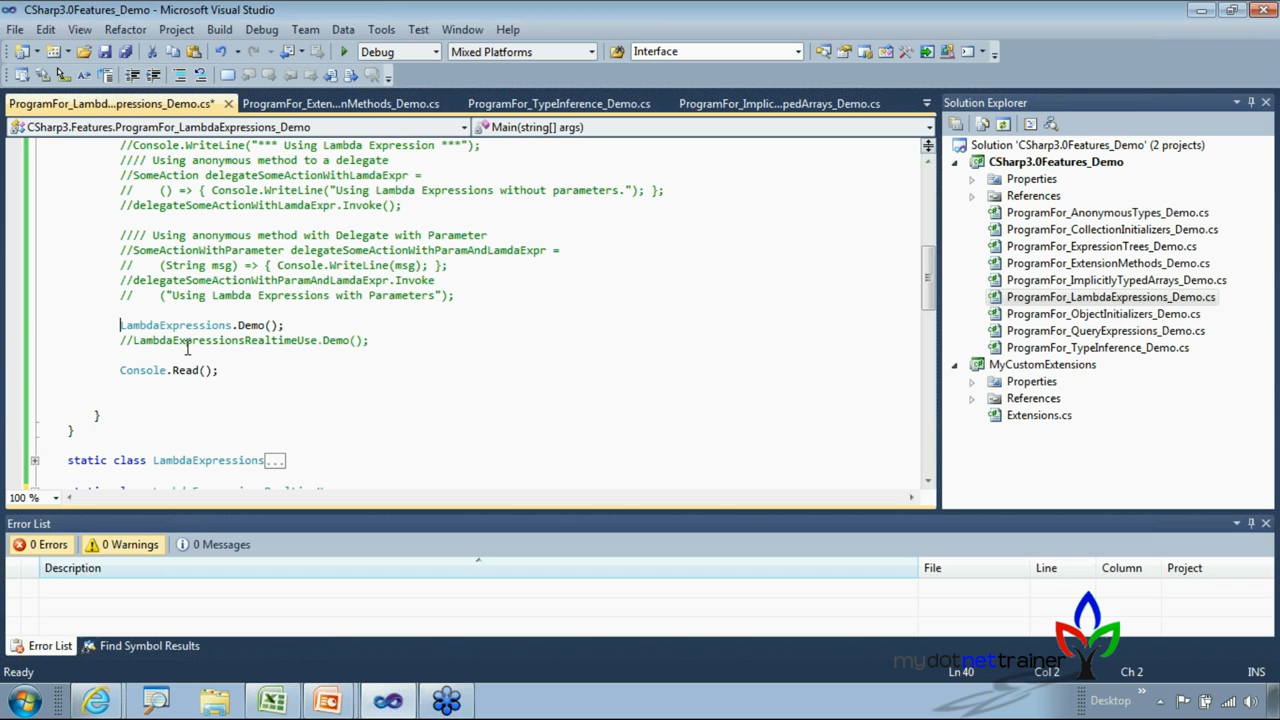 CSharp3.0Features_Demo - Microsoft Visual Studio
File Edit View Refactor Project Build Debug Team Data Tools Test Window Help
Debug Mixed Platforms Interface
ProgramFor_Lambd...pressions_Demo.cs* ProgramFor_Exten...nMethods_Demo.cs ProgramFor_TypeInference_Demo.cs ProgramFor_Implic...pedArrays_Demo.cs
CSharp3.Features.ProgramFor_LambdaExpressions_Demo Main(string[] args)
//Console.WriteLine("*** Using Lambda Expression ***");
//// Using anonymous method to a delegate
//SomeAction delegateSomeActionWithLamdaExpr =
// () => { Console.WriteLine("Using Lambda Expressions without parameters."); };
//delegateSomeActionWithLamdaExpr.Invoke();
//// Using anonymous method with Delegate with Parameter
//SomeActionWithParameter delegateSomeActionWithParamAndLamdaExpr =
// (String msg) => { Console.WriteLine(msg); };
//delegateSomeActionWithParamAndLamdaExpr.Invoke
// ("Using Lambda Expressions with Parameters");
LambdaExpressions.Demo();
//LambdaExpressionsRealtimeUse.Demo();
Console.Read();
}
}
static class LambdaExpressions...
100 %
Solution Explorer
Solution 'CSharp3.0Features_Demo' (2 projects)
CSharp3.0Features_Demo
Properties
References
ProgramFor_AnonymousTypes_Demo.cs
ProgramFor_CollectionInitializers_Demo.cs
ProgramFor_ExpressionTrees_Demo.cs
ProgramFor_ExtensionMethods_Demo.cs
ProgramFor_ImplicitlyTypedArrays_Demo.cs
ProgramFor_LambdaExpressions_Demo.cs
ProgramFor_ObjectInitializers_Demo.cs
ProgramFor_QueryExpressions_Demo.cs
ProgramFor_TypeInference_Demo.cs
MyCustomExtensions
Properties
References
Extensions.cs
Error List
0 Errors 0 Warnings 0 Messages
Description File Line Column Project
Error List Find Symbol Results
mydotnettrainer
Ready Ln 40 Col 2 Ch 2 INS
Desktop